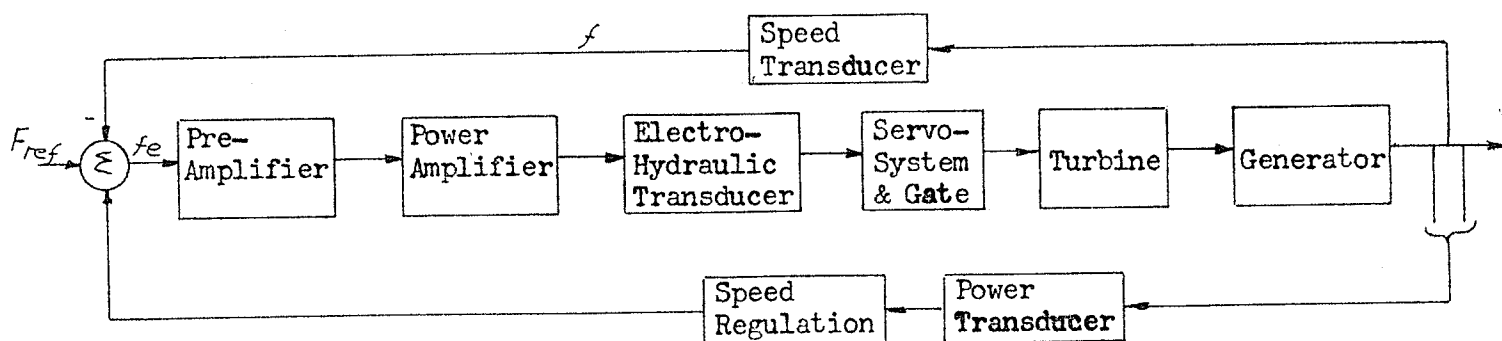 f
Speed
Transducer
-
F ref
Σ
fe
Pre-
Amplifier
Power
Amplifier
Electro-
Hydraulic
Transducer
Servo-
System
& Gate
Turbine
Generator
Speed
Regulation
Power
Transducer